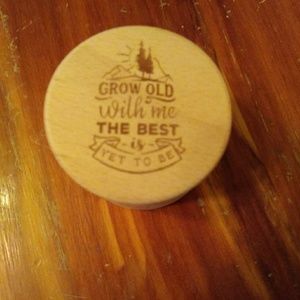 GROW OLD
with me
THE BEST
is
YET TO BE